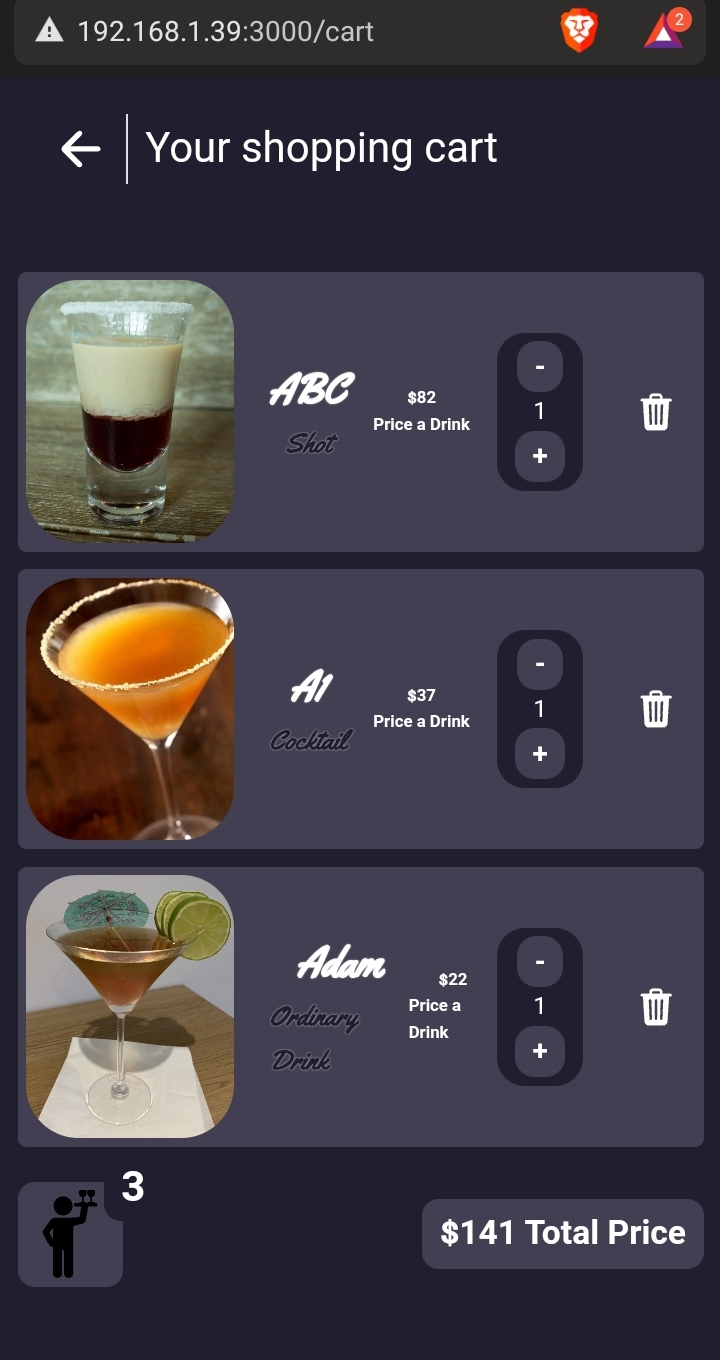 192.168.1.39:3000/cart
2
Your shopping cart
ABC
Shot
$82
Price a Drink
-
1
+
A1
Cocktail
$37
Price a Drink
-
1
+
Adam
Ordinary
Drink
$22
Price a
Drink
-
1
+
3
$141 Total Price